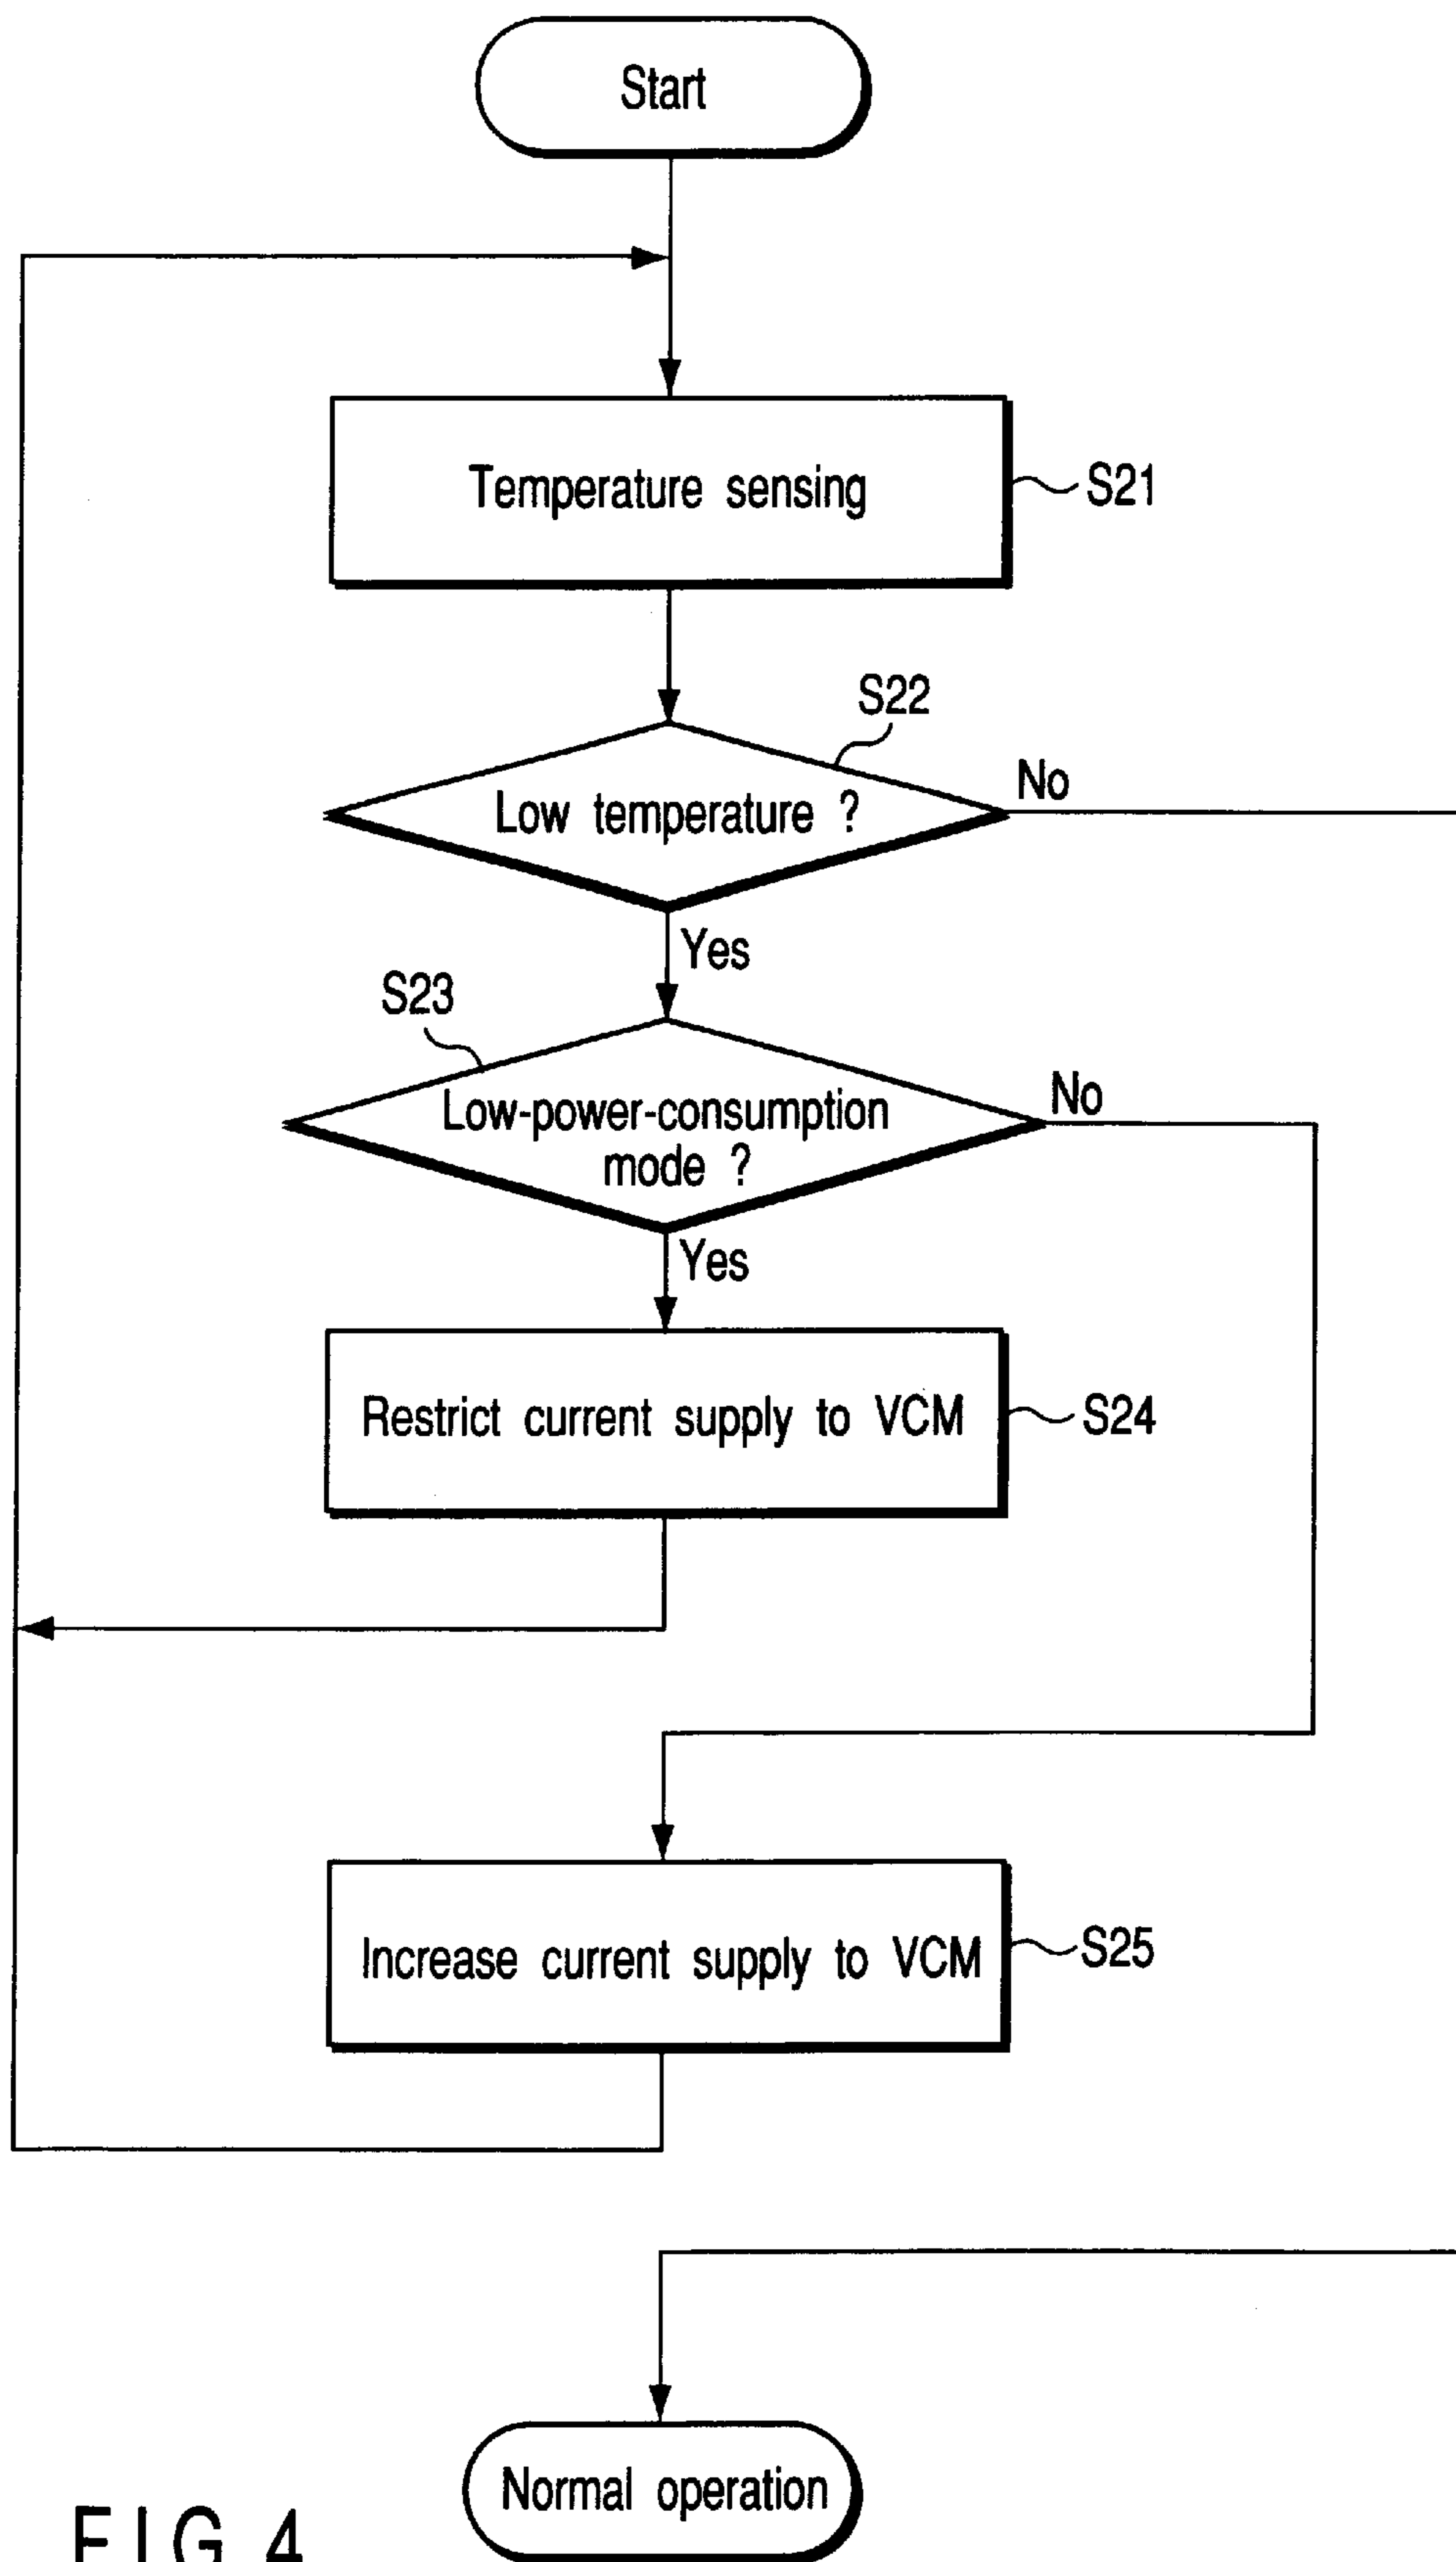 Start
Temperature sensing
S21
S22
Low temperature ?
No
Yes
S23
Low-power-consumption
mode ?
No
Yes
Restrict current supply to VCM
S24
Increase current supply to VCM
S25
Normal operation
FIG. 4